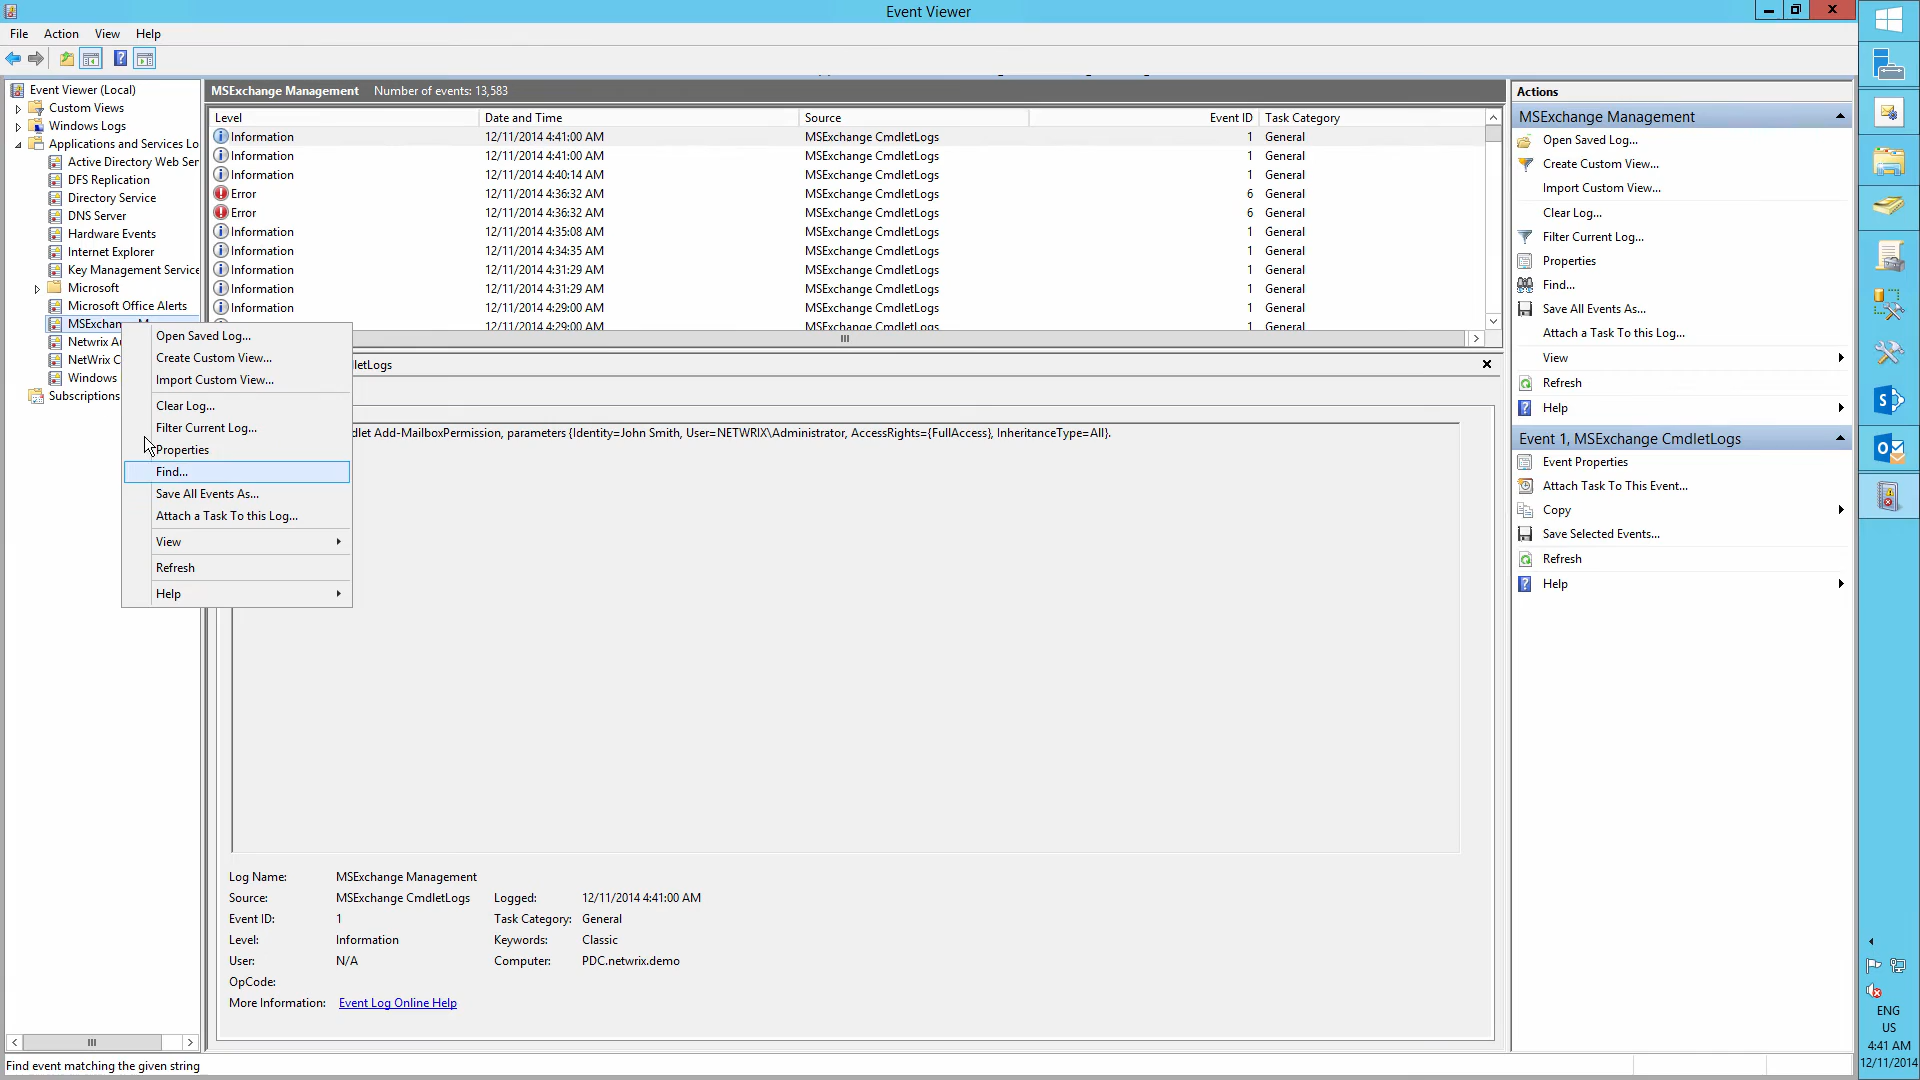 Event Viewer
File Action View Help
Event Viewer (Local)
Custom Views
Windows Logs
Applications and Services Lo
Active Directory Web Ser
DFS Replication
Directory Service
DNS Server
Hardware Events
Internet Explorer
Key Management Service
Microsoft
Microsoft Office Alerts
MSExchan
Netwrix Au
NetWrix C
Windows
Subscriptions
Open Saved Log...
Create Custom View...
Import Custom View...
Clear Log...
Filter Current Log...
Properties
Find...
Save All Events As...
Attach a Task To this Log...
View
Refresh
Help
MSExchange Management Number of events: 13,583
Level Date and Time Source Event ID Task Category
Information 12/11/2014 4:41:00 AM MSExchange CmdletLogs 1 General
Information 12/11/2014 4:41:00 AM MSExchange CmdletLogs 1 General
Information 12/11/2014 4:40:14 AM MSExchange CmdletLogs 1 General
Error 12/11/2014 4:36:32 AM MSExchange CmdletLogs 6 General
Error 12/11/2014 4:36:32 AM MSExchange CmdletLogs 6 General
Information 12/11/2014 4:35:08 AM MSExchange CmdletLogs 1 General
Information 12/11/2014 4:34:35 AM MSExchange CmdletLogs 1 General
Information 12/11/2014 4:31:29 AM MSExchange CmdletLogs 1 General
Information 12/11/2014 4:31:29 AM MSExchange CmdletLogs 1 General
Information 12/11/2014 4:29:00 AM MSExchange CmdletLogs 1 General
12/11/2014 4:29:00 AM MSExchange CmdletLogs 1 General
letLogs
dlet Add-MailboxPermission, parameters {Identity=John Smith, User=NETWRIX\Administrator, AccessRights={FullAccess}, InheritanceType=All}.
Log Name: MSExchange Management
Source: MSExchange CmdletLogs Logged: 12/11/2014 4:41:00 AM
Event ID: 1 Task Category: General
Level: Information Keywords: Classic
User: N/A Computer: PDC.netwrix.demo
OpCode:
More Information: Event Log Online Help
Actions
MSExchange Management
Open Saved Log...
Create Custom View...
Import Custom View...
Clear Log...
Filter Current Log...
Properties
Find...
Save All Events As...
Attach a Task To this Log...
View
Refresh
Help
Event 1, MSExchange CmdletLogs
Event Properties
Attach Task To This Event...
Copy
Save Selected Events...
Refresh
Help
Find event matching the given string
ENG
US
4:41 AM
12/11/2014